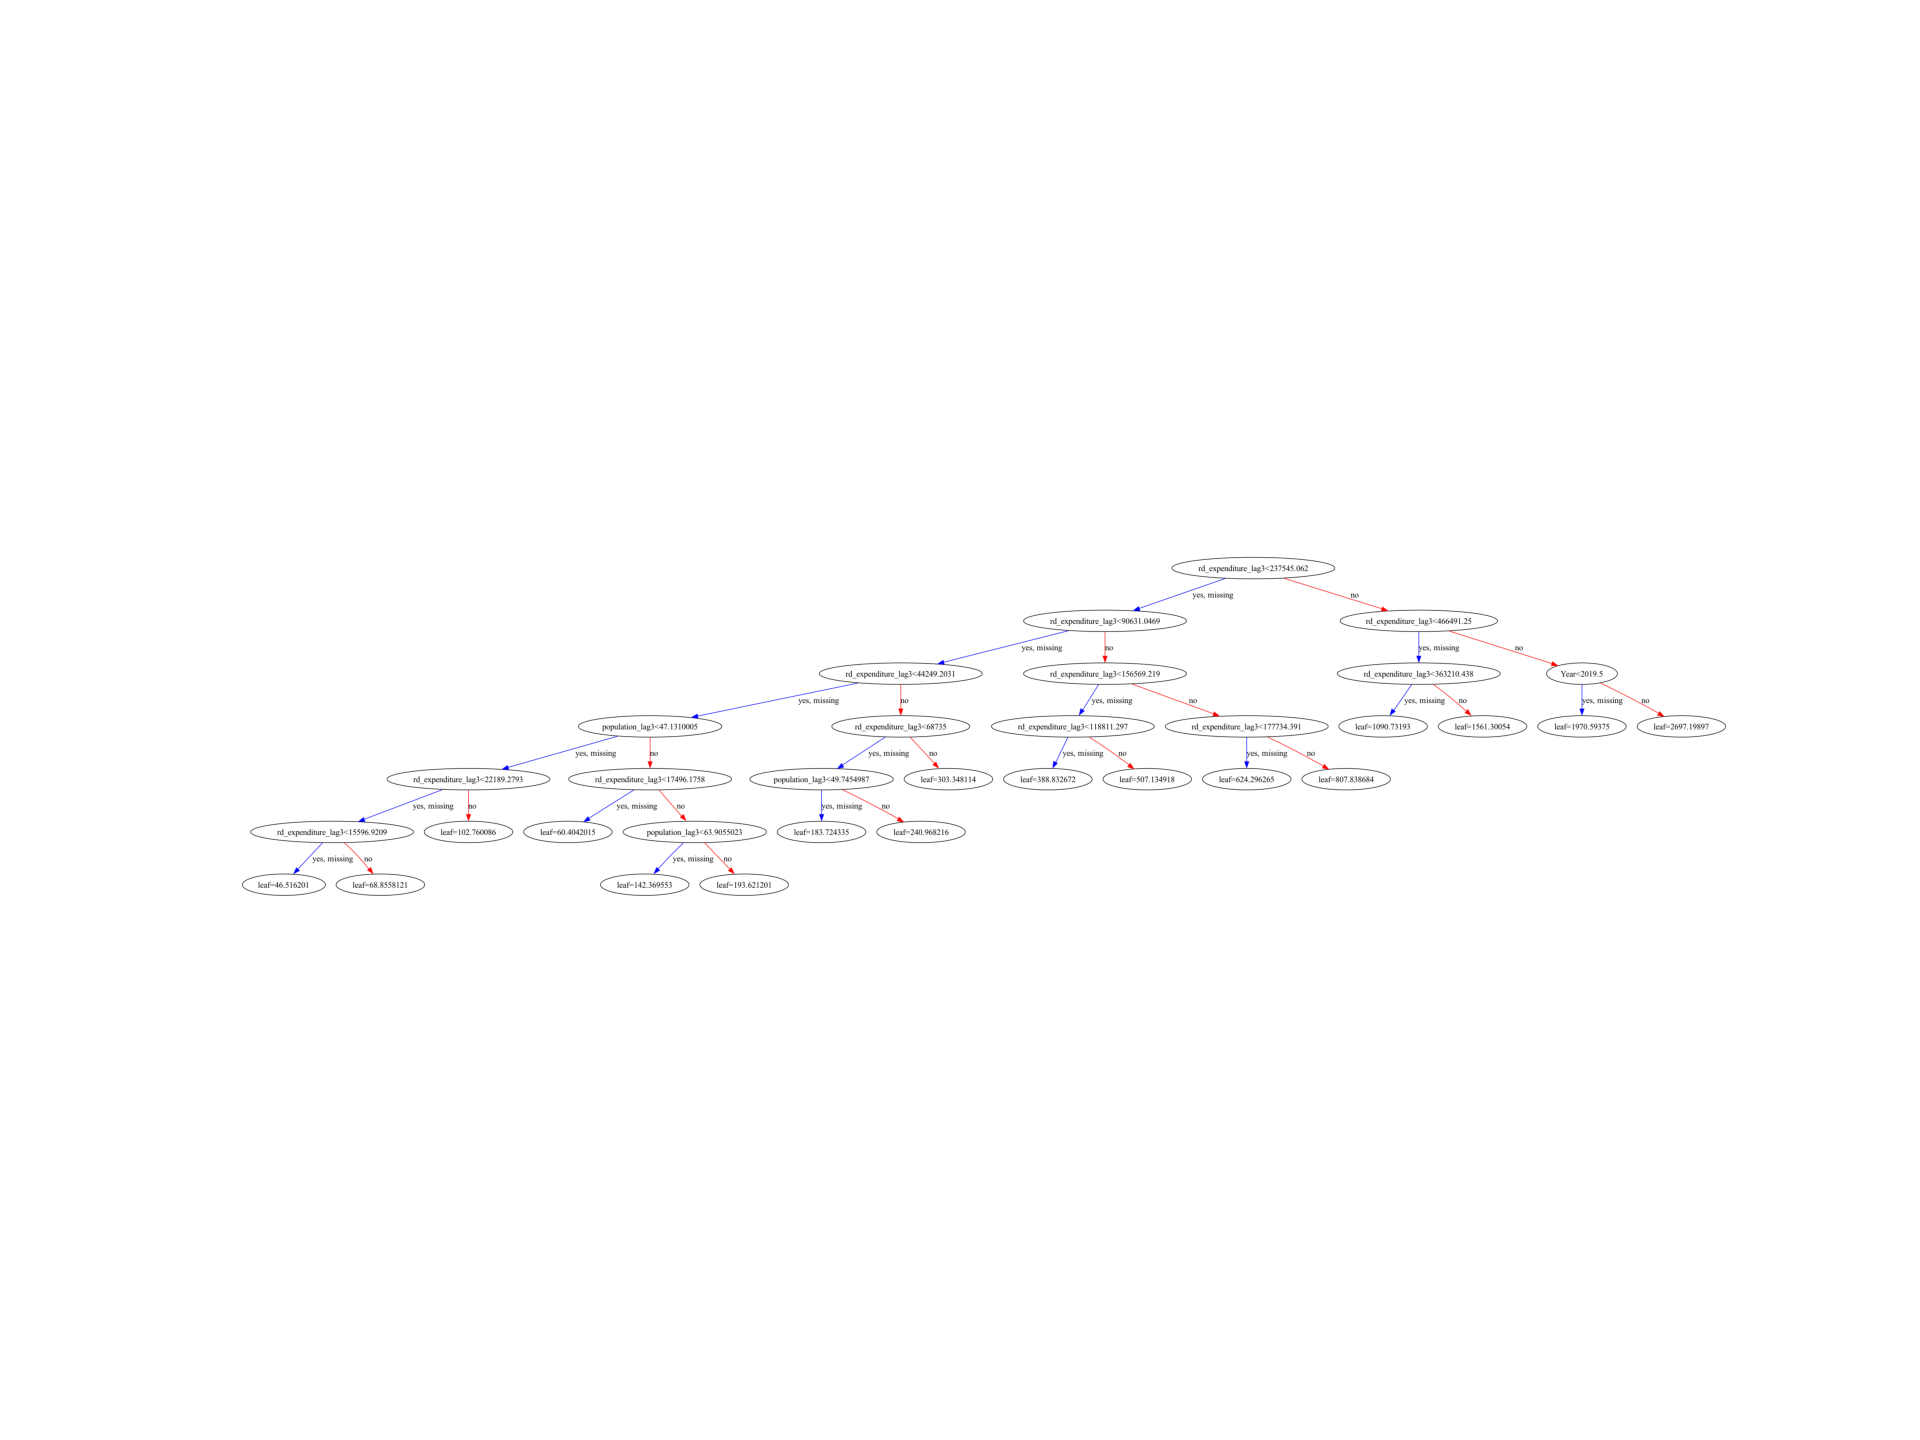 rd_expenditure_lag3<237545.062
yes, missing
no
rd_expenditure_lag3<90631.0469
rd_expenditure_lag3<466491.25
yes, missing
no
yes, missing
no
rd_expenditure_lag3<44249.2031
rd_expenditure_lag3<156569.219
rd_expenditure_lag3<363210.438
Year<2019.5
yes, missing
no
yes, missing
no
yes, missing
no
yes, missing
no
population_lag3<47.1310005
rd_expenditure_lag3<68735
rd_expenditure_lag3<118811.297
rd_expenditure_lag3<177734.391
leaf=1090.73193
leaf=1561.30054
leaf=1970.59375
leaf=2697.19897
yes, missing
no
yes, missing
no
yes, missing
no
yes, missing
no
rd_expenditure_lag3<22189.2793
rd_expenditure_lag3<17496.1758
population_lag3<49.7454987
leaf=303.348114
leaf=388.832672
leaf=507.134918
leaf=624.296265
leaf=807.838684
yes, missing
no
yes, missing
no
yes, missing
no
rd_expenditure_lag3<15596.9209
leaf=102.760086
leaf=60.4042015
population_lag3<63.9055023
leaf=183.724335
leaf=240.968216
yes, missing
no
yes, missing
no
leaf=46.516201
leaf=68.8558121
leaf=142.369553
leaf=193.621201